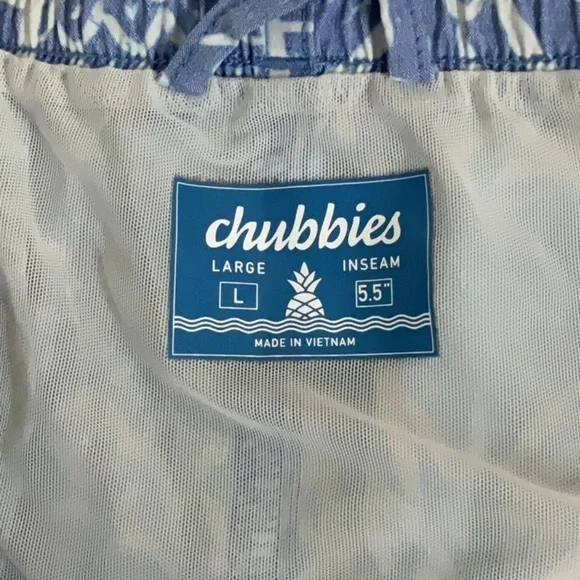 chubbies
LARGE INSEAM
L 5.5"
MADE IN VIETNAM